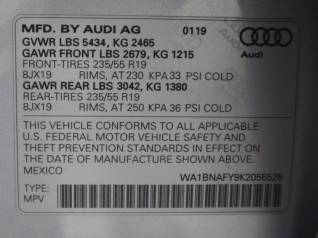 MFD. BY AUDI AG 0119
GVWR LBS 5434, KG 2465
GAWR FRONT LBS 2679, KG 1215
Audi
FRONT-TIRES 235/55 R19
8JX19 RIMS, AT 230 KPA 33 PSI COLD
GAWR REAR LBS 3042, KG 1380
REAR-TIRES 235/55 R19
8JX19 RIMS, AT 250 KPA 36 PSI COLD
THIS VEHICLE CONFORMS TO ALL APPLICABLE
U.S. FEDERAL MOTOR VEHICLE SAFETY AND
THEFT PREVENTION STANDARDS IN EFFECT
ON THE DATE OF MANUFACTURE SHOWN ABOVE.
MEXICO WA1BNAFY9K2056528
TYPE:
MPV